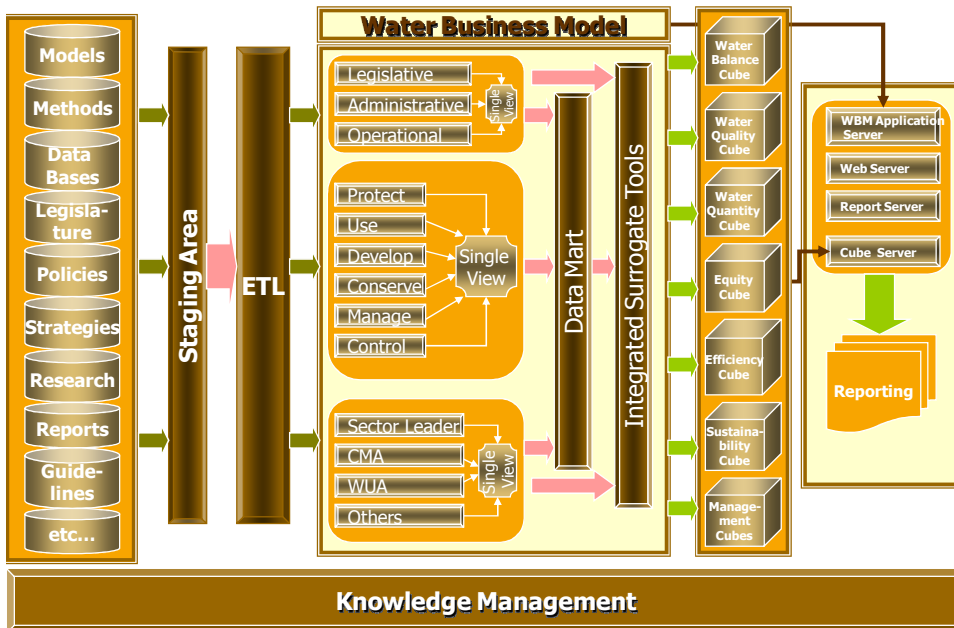 Water Business Model
Models
Methods
Data
Bases
Legisla-
ture
Policies
Strategies
Research
Reports
Guide-
lines
etc...
Staging Area
ETL
Legislative
Administrative
Operational
Single
View
Protect
Use
Develop
Conserve
Manage
Control
Single
View
Sector Leader
CMA
WUA
Others
Single
View
Data Mart
Integrated Surrogate Tools
Water
Balance
Cube
Water
Quality
Cube
Water
Quantity
Cube
Equity
Cube
Efficiency
Cube
Sustaina-
bility
Cube
Manage-
ment
Cubes
WBM Application
Server
Web Server
Report Server
Cube Server
Reporting
Knowledge Management